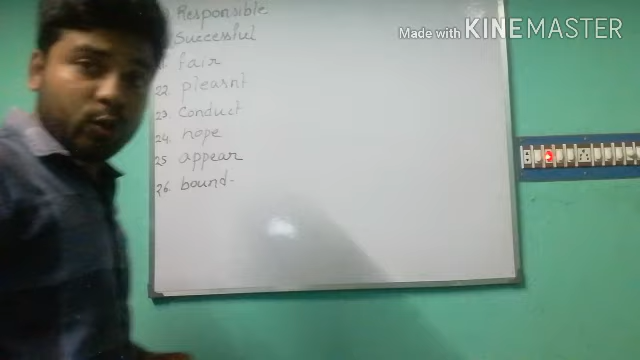 Made with KINEMASTER
Responsible
Successful
fair
22. pleasnt
23. Conduct
24. hope
25 appear
26. bound-